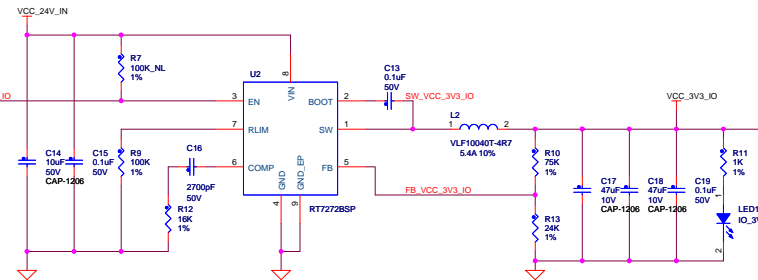 VCC_24V_IN
R7
100K_NL
1%
_IO
C14
10uF
50V
CAP-1206
C15
0.1uF
50V
R9
100K
1%
C16
2700pF
50V
R12
16K
1%
U2
8
VIN
3
EN
BOOT
2
7
RLIM
SW
1
6
COMP
FB
5
GND
GND_EP
4
9
RT7272BSP
C13
0.1uF
50V
SW_VCC_3V3_IO
L2
1
2
VLF10040T-4R7
5.4A 10%
FB_VCC_3V3_IO
R10
75K
1%
R13
24K
1%
VCC_3V3_IO
C17
47uF
10V
CAP-1206
C18
47uF
10V
CAP-1206
C19
0.1uF
50V
R11
1K
1%
1
LED1
IO_3V
2